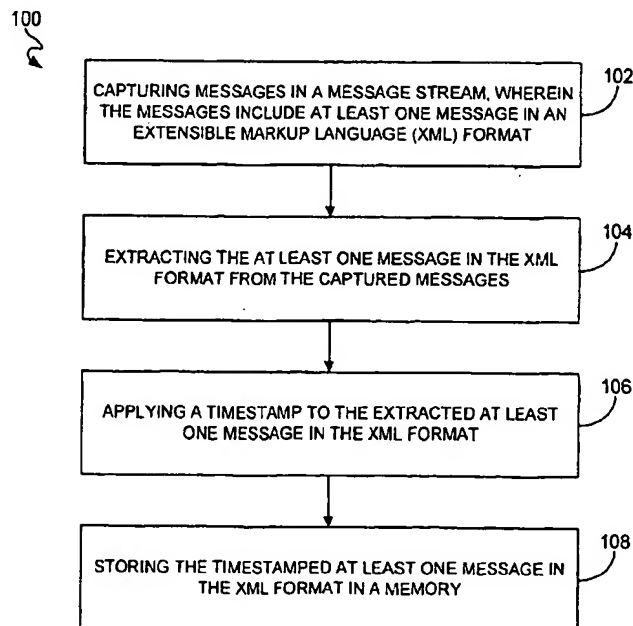 100
CAPTURING MESSAGES IN A MESSAGE STREAM, WHEREIN
THE MESSAGES INCLUDE AT LEAST ONE MESSAGE IN AN
EXTENSIBLE MARKUP LANGUAGE (XML) FORMAT
102
EXTRACTING THE AT LEAST ONE MESSAGE IN THE XML
FORMAT FROM THE CAPTURED MESSAGES
104
APPLYING A TIMESTAMP TO THE EXTRACTED AT LEAST
ONE MESSAGE IN THE XML FORMAT
106
STORING THE TIMESTAMPED AT LEAST ONE MESSAGE IN
THE XML FORMAT IN A MEMORY
108